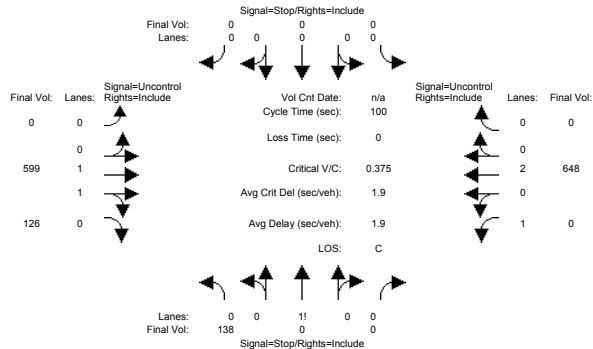 Signal=Stop/Rights=Include
Final Vol: 0 0 0
Lanes: 0 0 0 0 0
Signal=Uncontrol Signal=Uncontrol
Final Vol: Lanes: Rights=Include Vol Cnt Date: n/a Rights=Include Lanes: Final Vol:
Cycle Time (sec): 100
0 0 0 0
Loss Time (sec): 0
0 0
599 1 Critical V/C: 0.375 2 648
1 Avg Crit Del (sec/veh): 1.9 0
126 0 Avg Delay (sec/veh): 1.9 1 0
LOS: C
Lanes: 0 0 1! 0 0
Final Vol: 138 0 0
Signal=Stop/Rights=Include